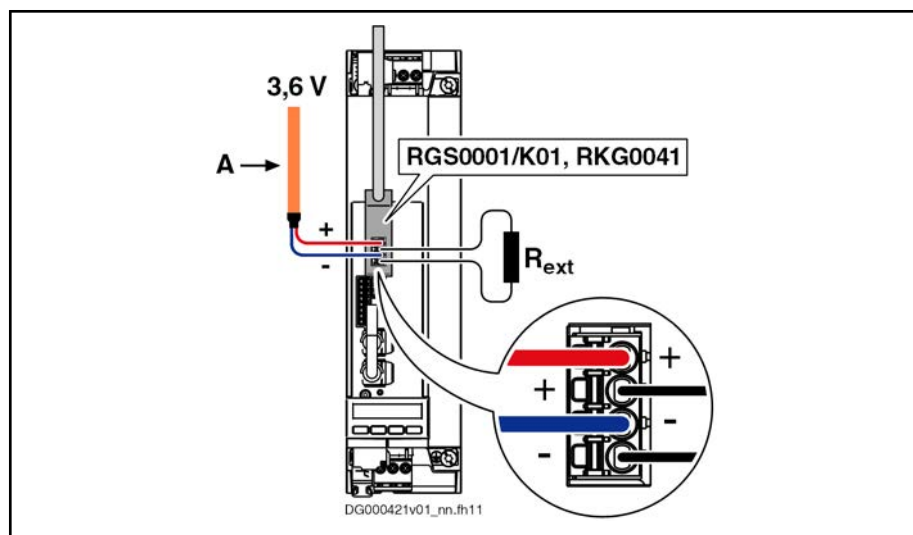 3,6 V
RGS0001/K01, RKG0041
A
+
-
Rext
+
+
-
-
DG000421v01_nn.fh11